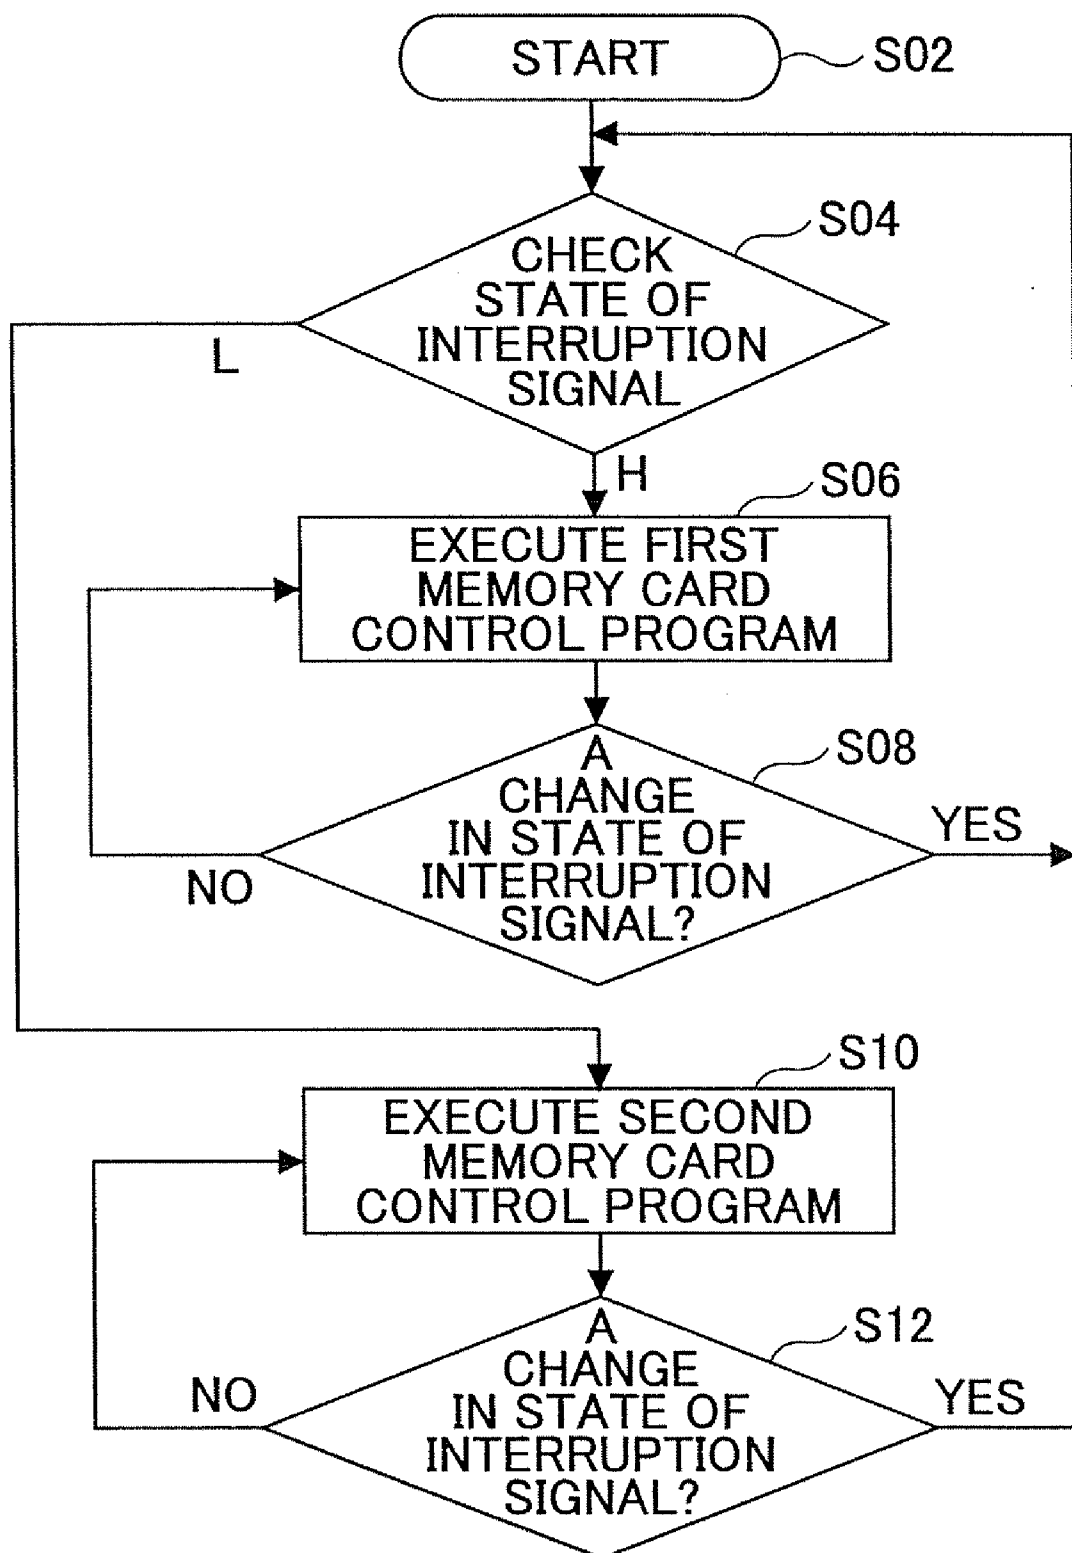 START
S02
S04
CHECK
STATE OF
INTERRUPTION
SIGNAL
L
H
S06
EXECUTE FIRST
MEMORY CARD
CONTROL PROGRAM
S08
A
CHANGE
IN STATE OF
INTERRUPTION
SIGNAL?
YES
NO
S10
EXECUTE SECOND
MEMORY CARD
CONTROL PROGRAM
S12
A
CHANGE
IN STATE OF
INTERRUPTION
SIGNAL?
NO
YES